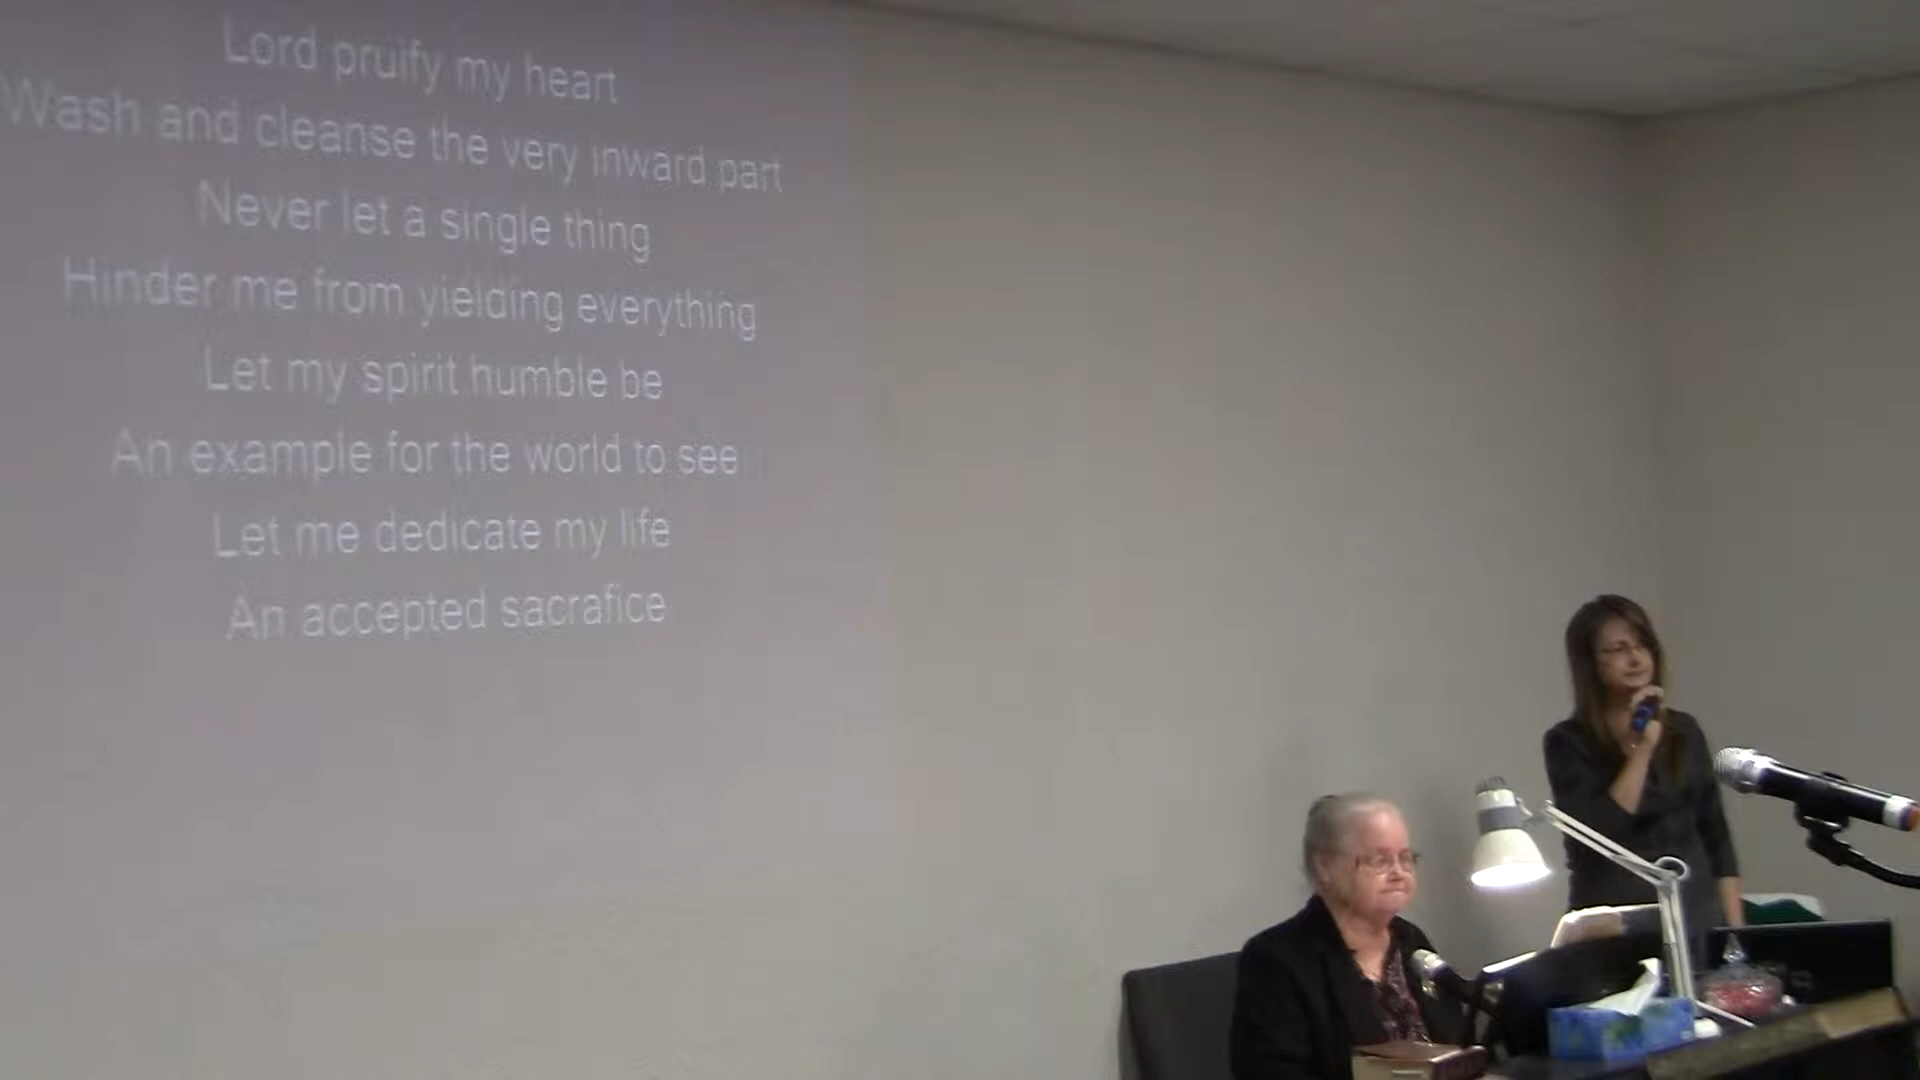 Lord pruify my heart
Wash and cleanse the very inward part
Never let a single thing
Hinder me from yielding everything
Let my spirit humble be
An example for the world to see
Let me dedicate my life
An accepted sacrafice